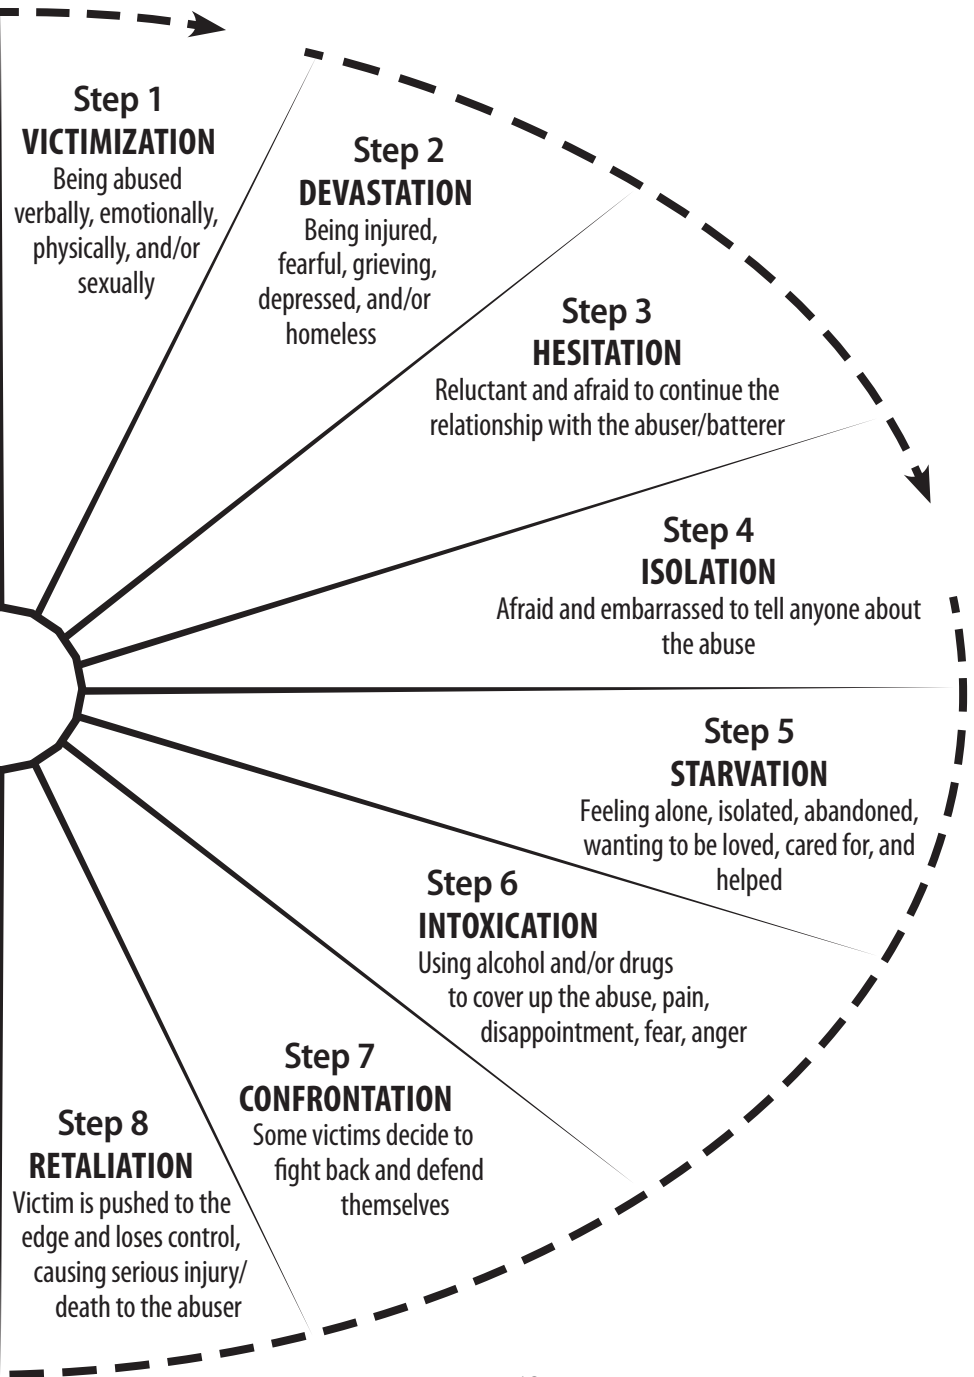 Step 1
VICTIMIZATION
Being abused
verbally, emotionally,
physically, and/or
sexually
Step 2
DEVASTATION
Being injured,
fearful, grieving,
depressed, and/or
homeless
Step 3
HESITATION
Reluctant and afraid to continue the
relationship with the abuser/batterer
Step 4
ISOLATION
Afraid and embarrassed to tell anyone about
the abuse
Step 5
STARVATION
Feeling alone, isolated, abandoned,
wanting to be loved, cared for, and
helped
Step 6
INTOXICATION
Using alcohol and/or drugs
to cover up the abuse, pain,
disappointment, fear, anger
Step 7
CONFRONTATION
Some victims decide to
fight back and defend
themselves
Step 8
RETALIATION
Victim is pushed to the
edge and loses control,
causing serious injury/
death to the abuser